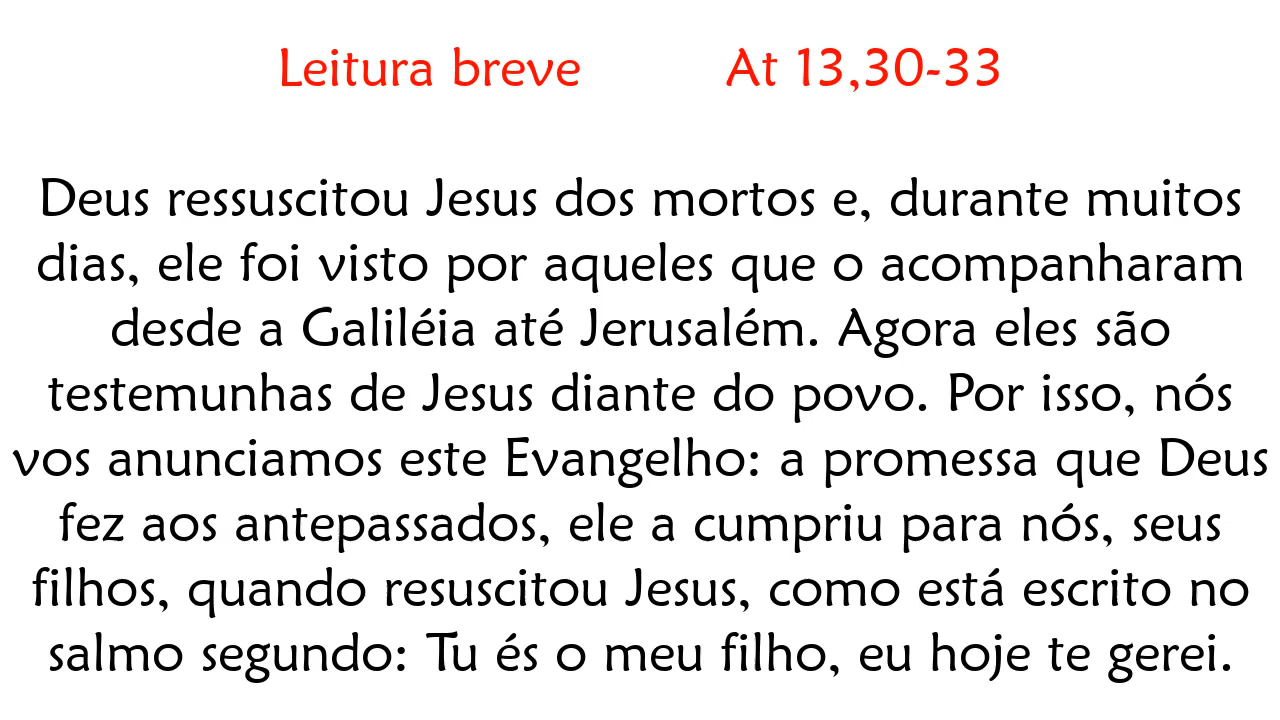 Leitura breve At 13,30-33
Deus ressuscitou Jesus dos mortos e, durante muitos
dias, ele foi visto por aqueles que o acompanharam
desde a Galiléia até Jerusalém. Agora eles são
testemunhas de Jesus diante do povo. Por isso, nós
vos anunciamos este Evangelho: a promessa que Deus
fez aos antepassados, ele a cumpriu para nós, seus
filhos, quando resuscitou Jesus, como está escrito no
salmo segundo: Tu és o meu filho, eu hoje te gerei.